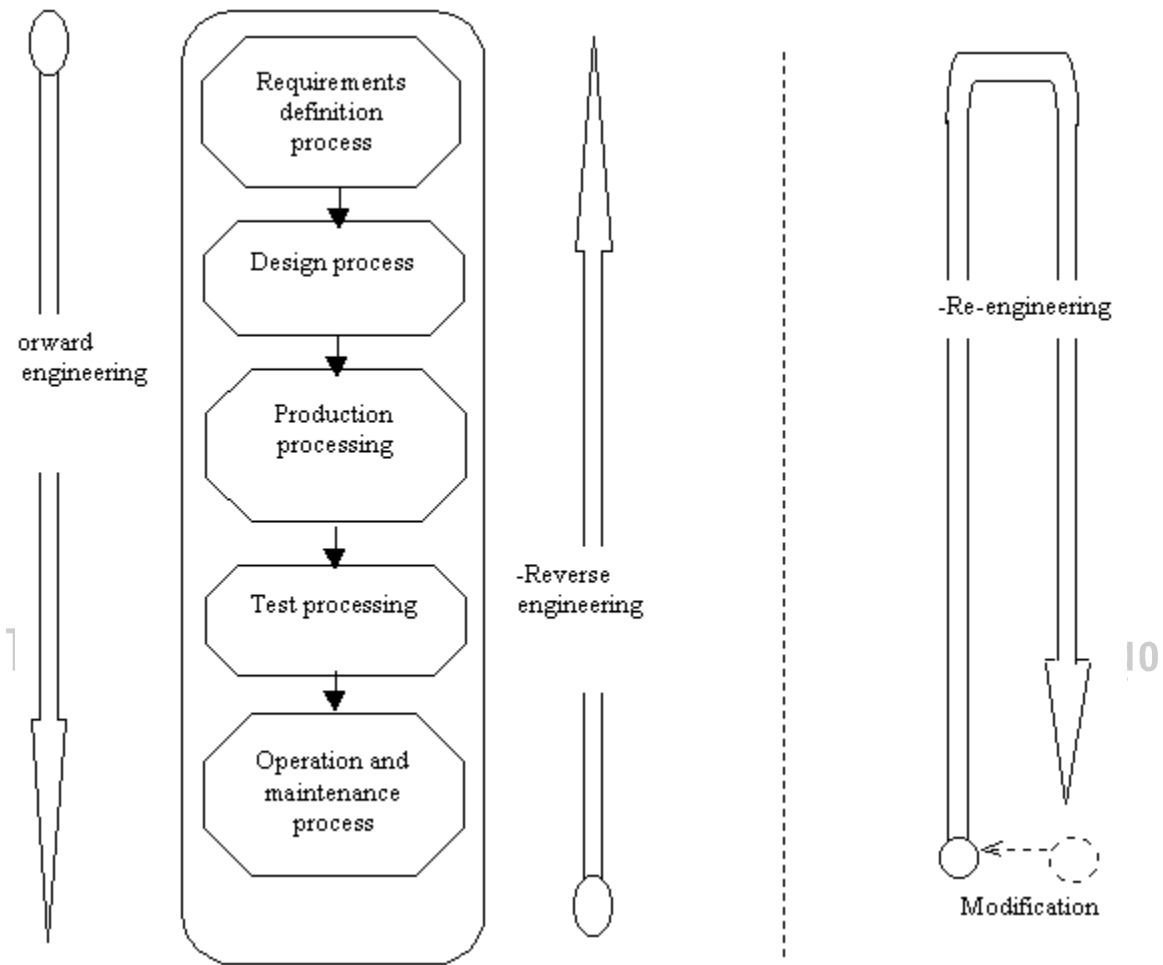 Requirements
definition
process
Design process
orward
engineering
Production
processing
-Reverse
engineering
Test processing
Operation and
maintenance
process
-Re-engineering
Modification